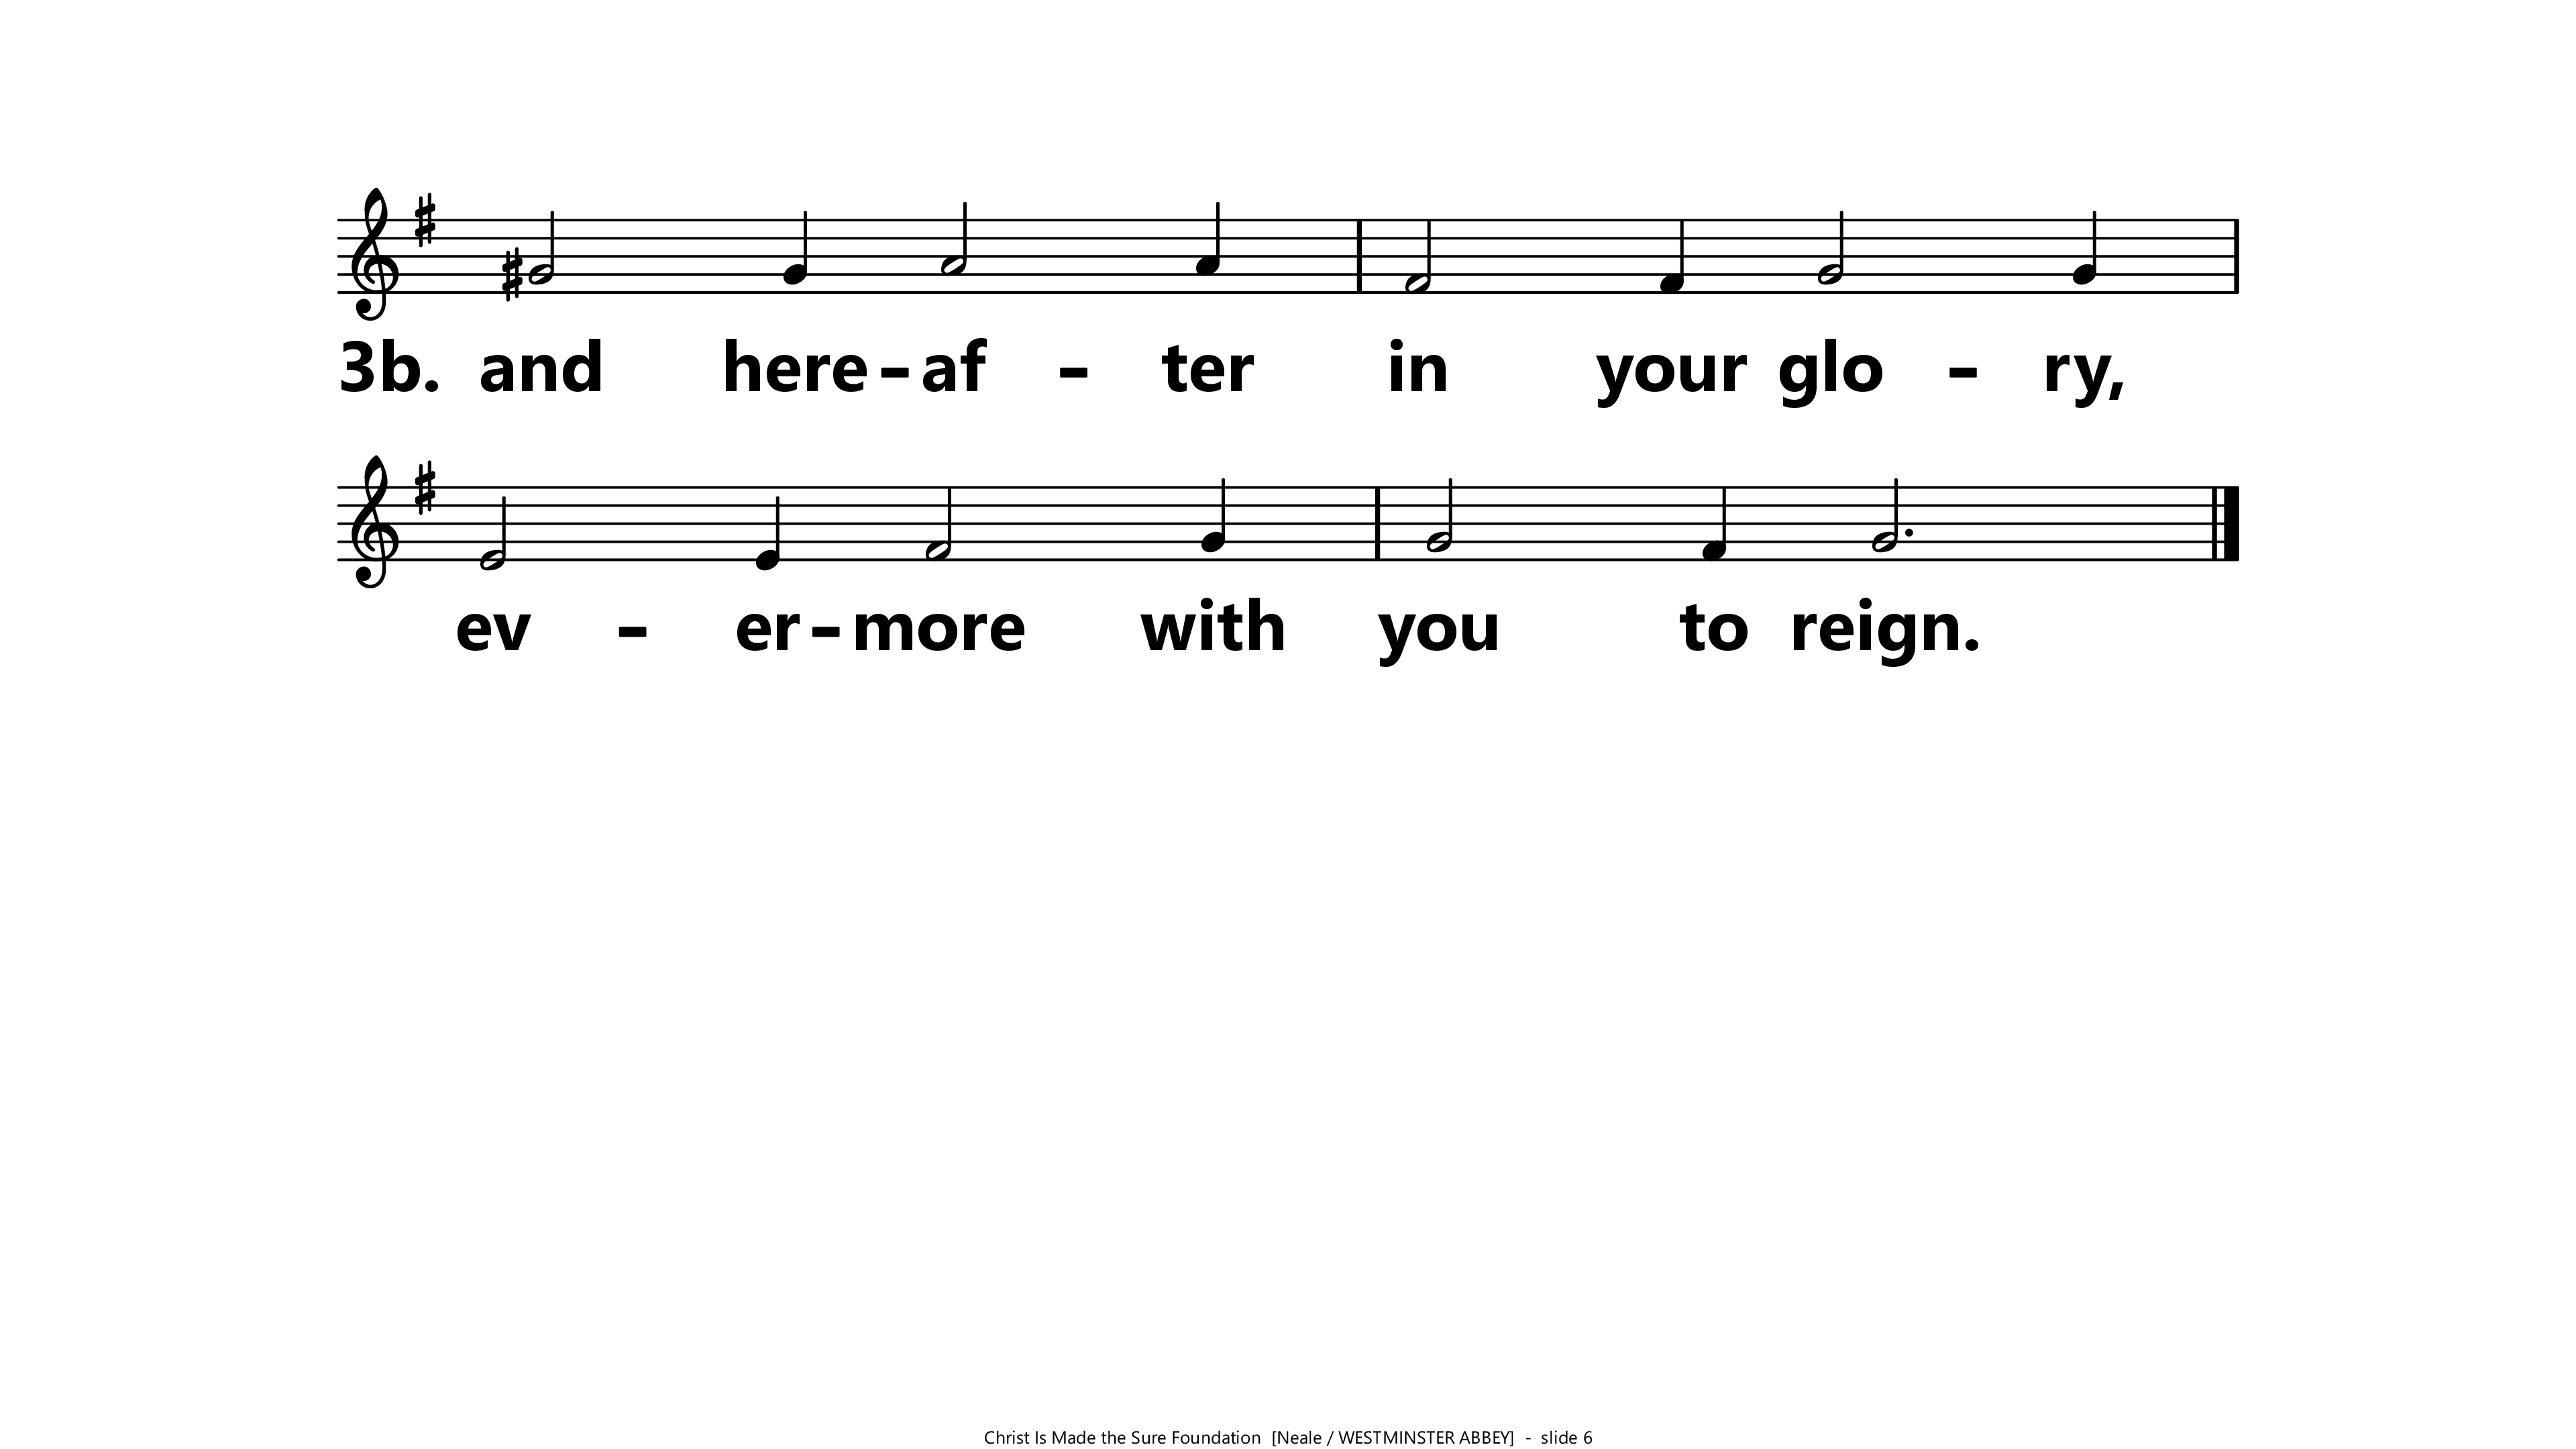 3b. and here - af - ter in your glo - ry,
ev - er - more with you to reign.
Christ Is Made the Sure Foundation [Neale / WESTMINSTER ABBEY] - slide 6